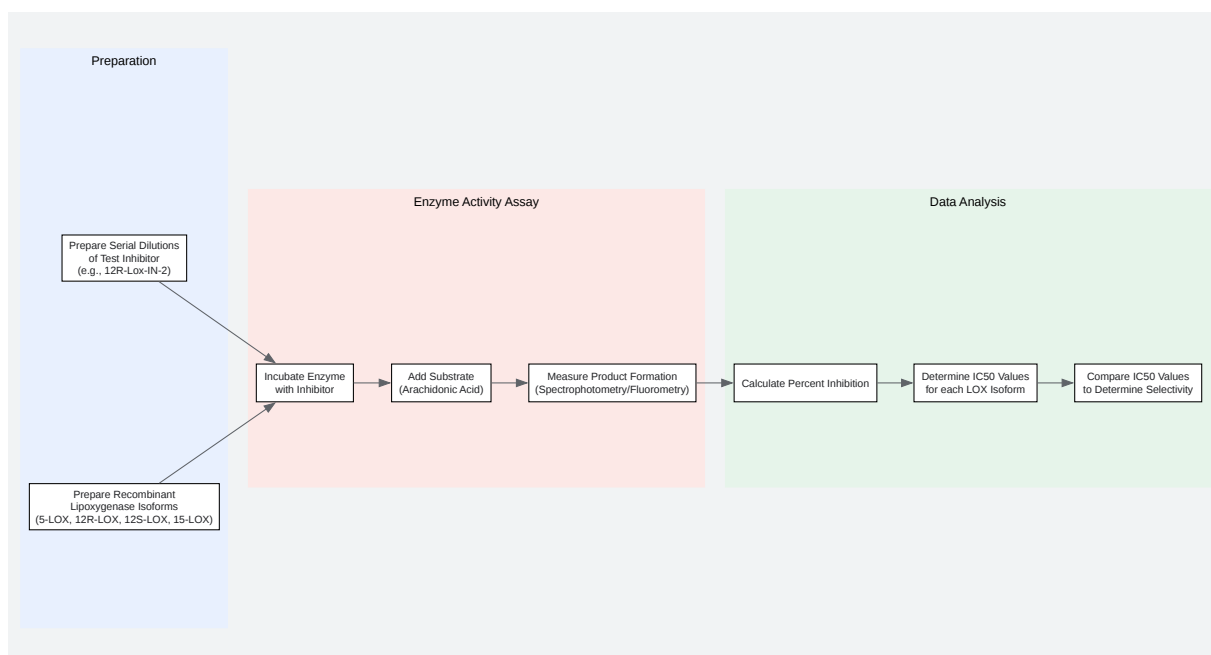 Preparation
Prepare Serial Dilutions
of Test Inhibitor
(e.g., 12R-Lox-IN-2)
Prepare Recombinant
Lipoxygenase Isoforms
(5-LOX, 12R-LOX, 12S-LOX, 15-LOX)
Enzyme Activity Assay
Incubate Enzyme
with Inhibitor
Add Substrate
(Arachidonic Acid)
Measure Product Formation
(Spectrophotometry/Fluorometry)
Data Analysis
Calculate Percent Inhibition
Determine IC50 Values
for each LOX Isoform
Compare IC50 Values
to Determine Selectivity